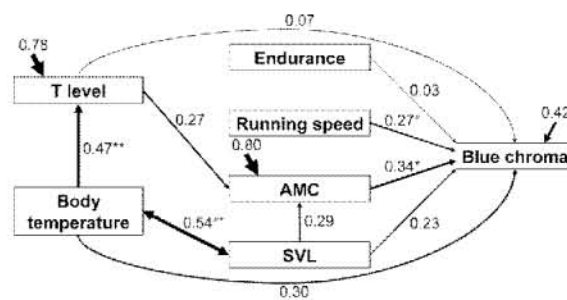 0.07
0.78
Endurance
T level
0.03
0.42
0.27
Running speed
0.27*
0.80
Blue chroma
0.47**
AMC
0.34*
Body
temperature
0.54**
0.29
0.23
SVL
0.30